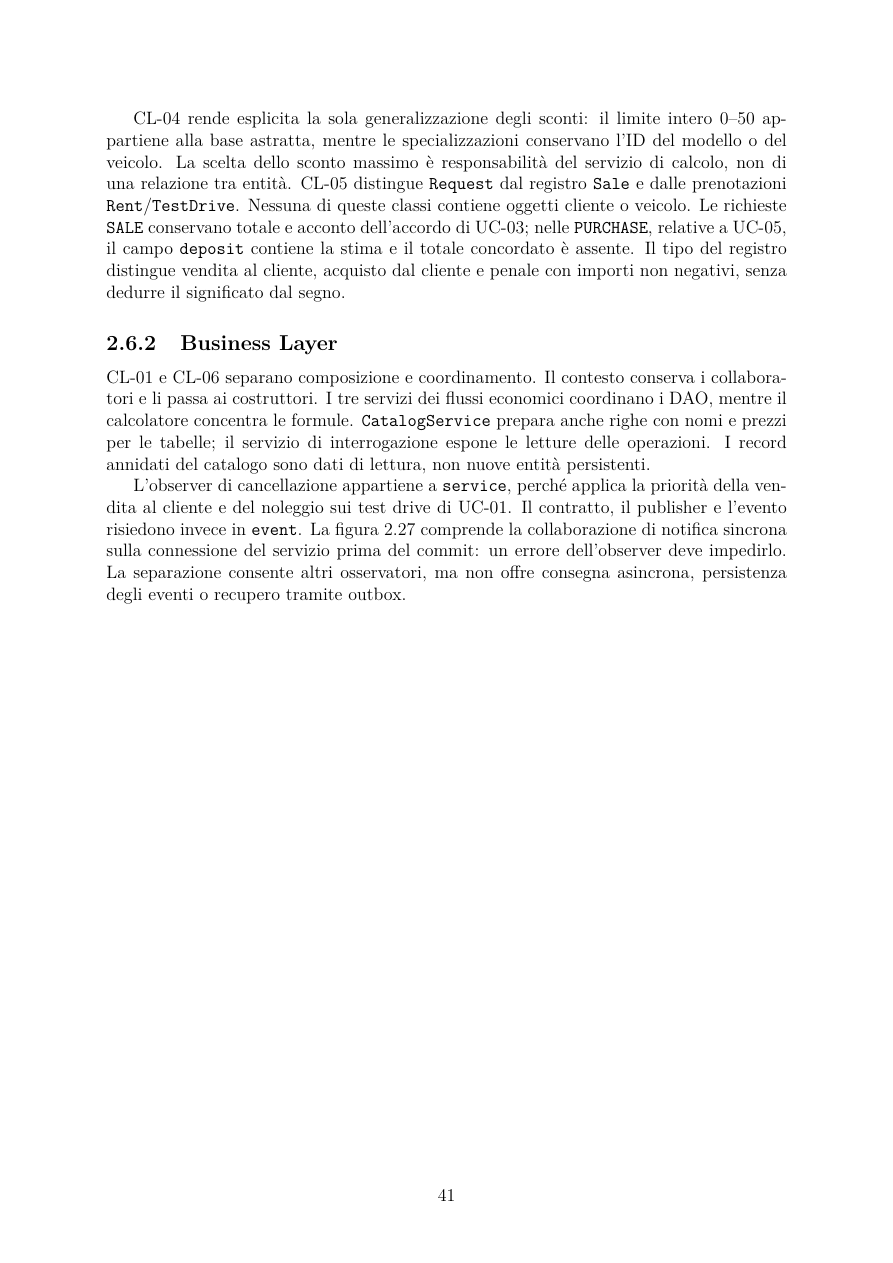 CL-04 rende esplicita la sola generalizzazione degli sconti: il limite intero 0–50 ap-
partiene alla base astratta, mentre le specializzazioni conservano l'ID del modello o del
veicolo. La scelta dello sconto massimo è responsabilità del servizio di calcolo, non di
una relazione tra entità. CL-05 distingue Request dal registro Sale e dalle prenotazioni
Rent/TestDrive. Nessuna di queste classi contiene oggetti cliente o veicolo. Le richieste
SALE conservano totale e acconto dell'accordo di UC-03; nelle PURCHASE, relative a UC-05,
il campo deposit contiene la stima e il totale concordato è assente. Il tipo del registro
distingue vendita al cliente, acquisto dal cliente e penale con importi non negativi, senza
dedurre il significato dal segno.
2.6.2 Business Layer
CL-01 e CL-06 separano composizione e coordinamento. Il contesto conserva i collabora-
tori e li passa ai costruttori. I tre servizi dei flussi economici coordinano i DAO, mentre il
calcolatore concentra le formule. CatalogService prepara anche righe con nomi e prezzi
per le tabelle; il servizio di interrogazione espone le letture delle operazioni. I record
annidati del catalogo sono dati di lettura, non nuove entità persistenti.
L'observer di cancellazione appartiene a service, perché applica la priorità della ven-
dita al cliente e del noleggio sui test drive di UC-01. Il contratto, il publisher e l'evento
risiedono invece in event. La figura 2.27 comprende la collaborazione di notifica sincrona
sulla connessione del servizio prima del commit: un errore dell'observer deve impedirlo.
La separazione consente altri osservatori, ma non offre consegna asincrona, persistenza
degli eventi o recupero tramite outbox.
41